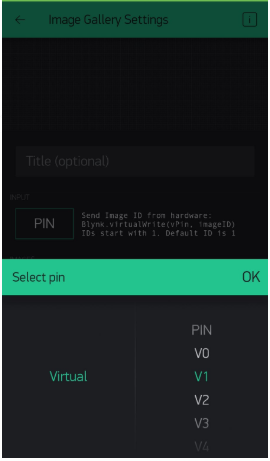 ← Image Gallery Settings i
Title (optional)
INPUT
PIN
Send Image ID from hardware:
Blynk.virtualWrite(vPin, imageID)
IDs start with 1. Default ID is 1
Select pin OK
PIN
V0
Virtual V1
V2
V3
V4